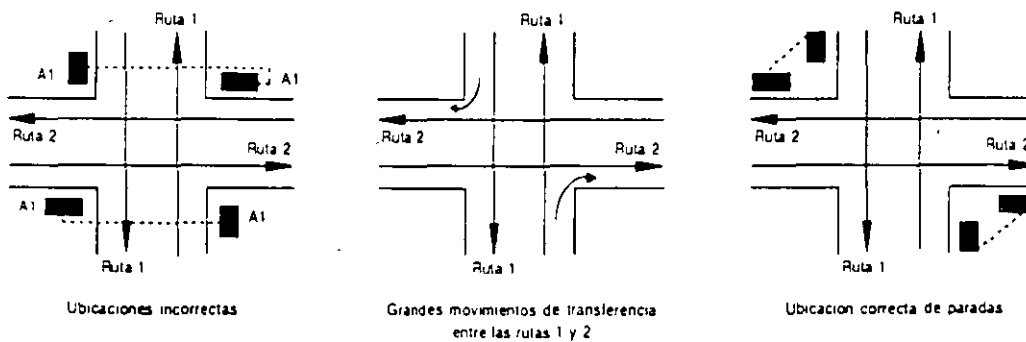 Ruta 1
A1
A1
Ruta 2
Ruta 2
A1
A1
Ruta 1
Ubicaciones incorrectas
Ruta 1
Ruta 2
Ruta 2
Ruta 1
Grandes movimientos de transferencia
entre las rutas 1 y 2
Ruta 1
Ruta 2
Ruta 2
Ruta 1
Ubicacion correcta de paradas